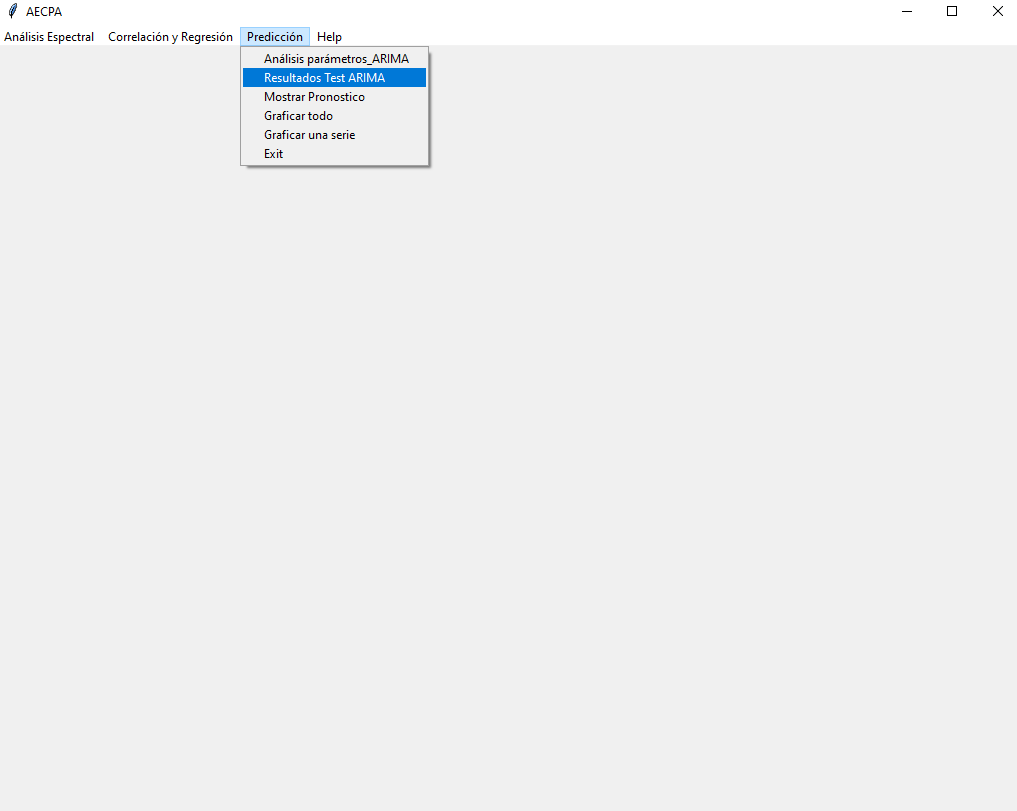 AECPA
Análisis Espectral Correlación y Regresión Predicción Help
Análisis parámetros_ARIMA
Resultados Test ARIMA
Mostrar Pronostico
Graficar todo
Graficar una serie
Exit